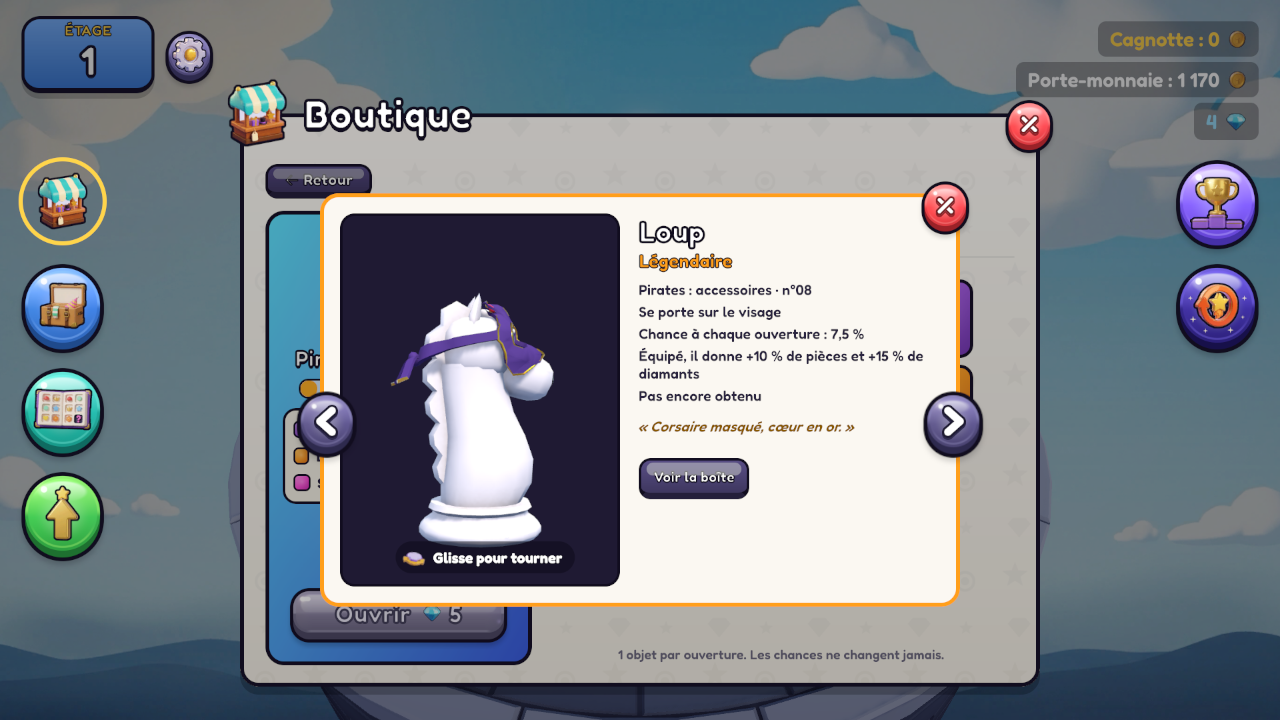 ÉTAGE
1
Cagnotte : 0
Porte-monnaie : 1 170
4
Boutique
← Retour
Loup
Légendaire
Pirates : accessoires · n°08
Se porte sur le visage
Chance à chaque ouverture : 7,5 %
Équipé, il donne +10 % de pièces et +15 % de
diamants
Pas encore obtenu
« Corsaire masqué, cœur en or. »
Voir la boîte
Glisse pour tourner
Ouvrir 5
1 objet par ouverture. Les chances ne changent jamais.